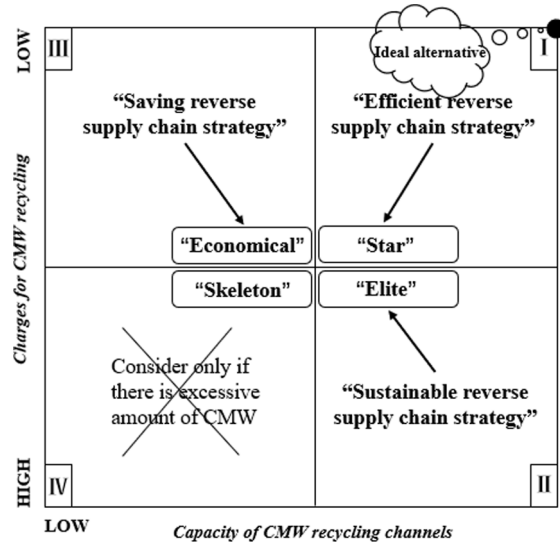 LOW
III
Ideal alternative
I
“Saving reverse
supply chain strategy”
“Efficient reverse
supply chain strategy”
Charges for CMW recycling
“Economical”
“Star”
“Skeleton”
“Elite”
Consider only if
there is excessive
amount of CMW
“Sustainable reverse
supply chain strategy”
HIGH
IV
II
LOW
Capacity of CMW recycling channels